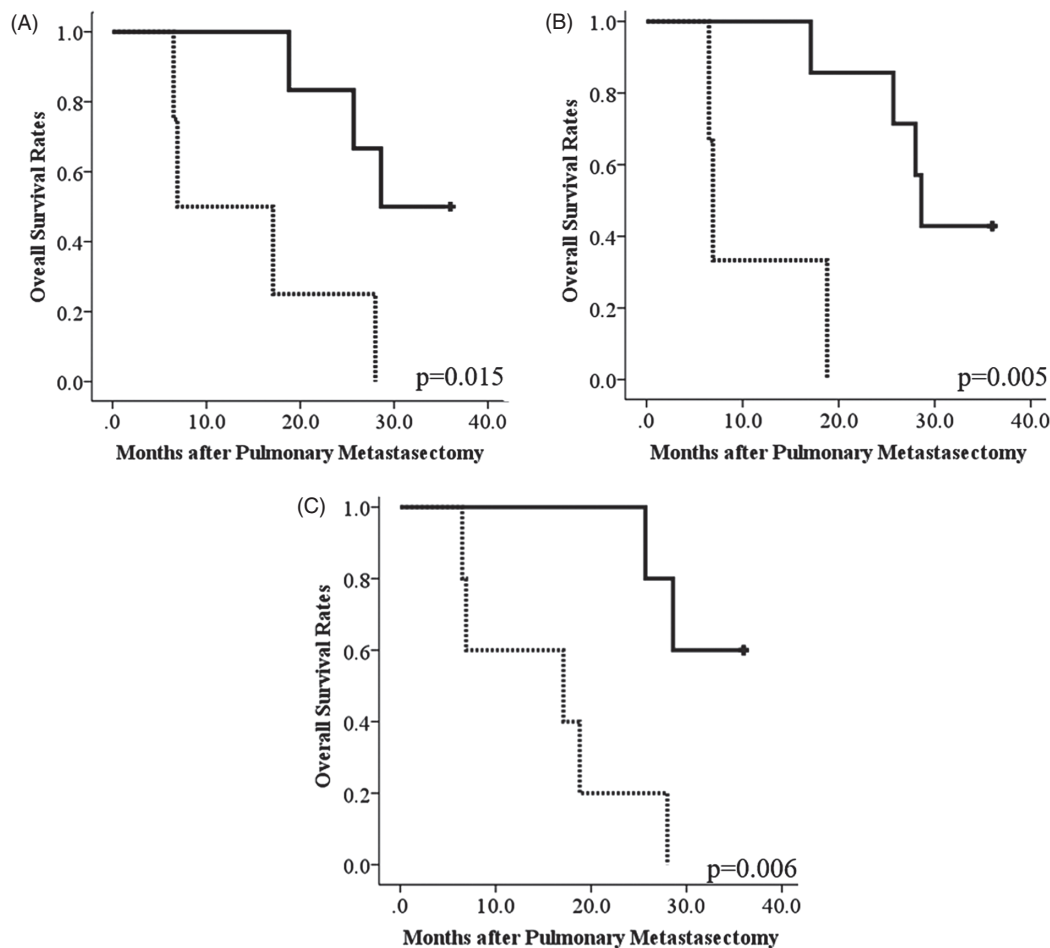 (A)
1.0
0.8
0.6
0.4
0.2
0.0
Oveall Survival Rates
p=0.015
.0 10.0 20.0 30.0 40.0
Months after Pulmonary Metastasectomy
(B)
1.0
0.8
0.6
0.4
0.2
0.0
Overall Survival Rates
p=0.005
.0 10.0 20.0 30.0 40.0
Months after Pulmonary Metastasectomy
(C)
1.0
0.8
0.6
0.4
0.2
0.0
Overall Survival Rates
p=0.006
.0 10.0 20.0 30.0 40.0
Months after Pulmonary Metastasectomy